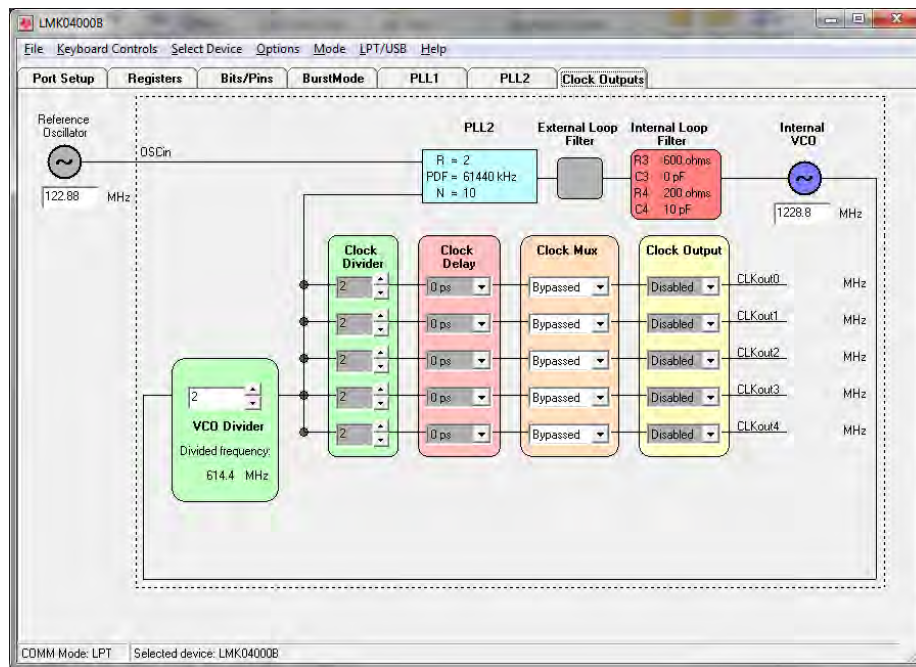 LMK04000B
File Keyboard Controls Select Device Options Mode LPT/USB Help
Port Setup Registers Bits/Pins BurstMode PLL1 PLL2 Clock Outputs
Reference Oscillator
122.88 MHz
OSCin
PLL2
R = 2
PDF = 61440 kHz
N = 10
External Loop Filter
Internal Loop Filter
R3 600 ohms
C3 0 pF
R4 200 ohms
C4 10 pF
Internal VCO
1228.8 MHz
Clock Divider Clock Delay Clock Mux Clock Output
2 0 ps Bypassed Disabled CLKout0 MHz
2 0 ps Bypassed Disabled CLKout1 MHz
2 0 ps Bypassed Disabled CLKout2 MHz
2 0 ps Bypassed Disabled CLKout3 MHz
2 0 ps Bypassed Disabled CLKout4 MHz
2
VCO Divider
Divided frequency:
614.4 MHz
COMM Mode: LPT Selected device: LMK04000B